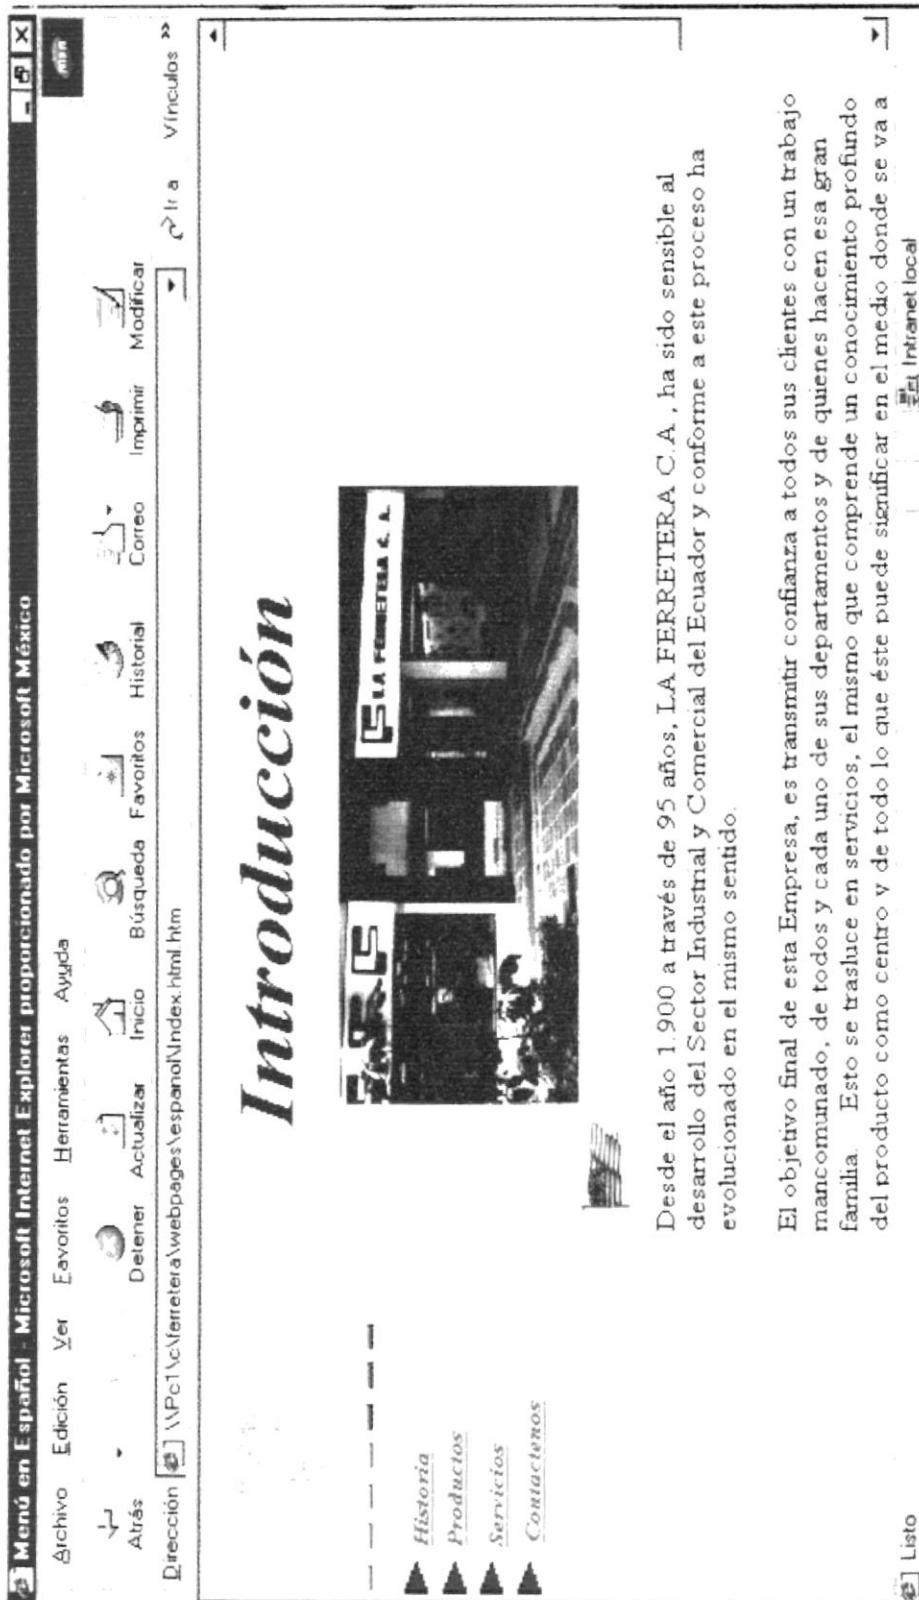 Menú en Español - Microsoft Internet Explorer proporcionado por Microsoft México
Archivo Edición Ver Favoritos Herramientas Ayuda
msn
Atrás Detener Actualizar Inicio Búsqueda Favoritos Historial Correo Imprimir Modificar
Dirección \\Pc1\c\ferretera\webpages\espanol\Index.html.htm Ir a Vínculos »
Introducción
LA FERRETERA C. A.
Historia
Productos
Servicios
Contactenos
Desde el año 1.900 a través de 95 años, LA FERRETERA C.A., ha sido sensible al
desarrollo del Sector Industrial y Comercial del Ecuador y conforme a este proceso ha
evolucionado en el mismo sentido.
El objetivo final de esta Empresa, es transmitir confianza a todos sus clientes con un trabajo
mancomunado, de todos y cada uno de sus departamentos y de quienes hacen esa gran
familia. Esto se trasluce en servicios, el mismo que comprende un conocimiento profundo
del producto como centro y de todo lo que éste puede significar en el medio donde se va a
Listo Intranet local